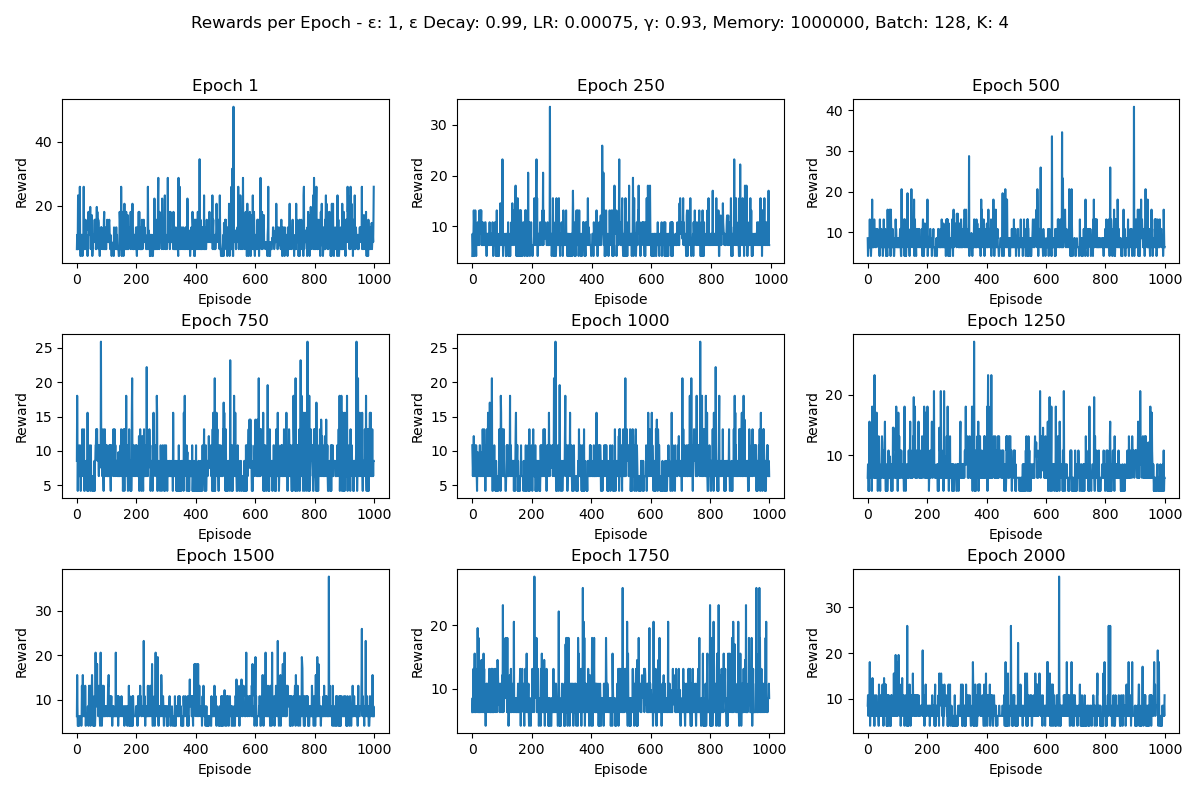 Rewards per Epoch - ε: 1, ε Decay: 0.99, LR: 0.00075, γ: 0.93, Memory: 1000000, Batch: 128, K: 4
Epoch 1
Reward
40
20
0 200 400 600 800 1000
Episode
Epoch 250
Reward
30
20
10
0 200 400 600 800 1000
Episode
Epoch 500
Reward
40
30
20
10
0 200 400 600 800 1000
Episode
Epoch 750
Reward
25
20
15
10
5
0 200 400 600 800 1000
Episode
Epoch 1000
Reward
25
20
15
10
5
0 200 400 600 800 1000
Episode
Epoch 1250
Reward
20
10
0 200 400 600 800 1000
Episode
Epoch 1500
Reward
30
20
10
0 200 400 600 800 1000
Episode
Epoch 1750
Reward
20
10
0 200 400 600 800 1000
Episode
Epoch 2000
Reward
30
20
10
0 200 400 600 800 1000
Episode